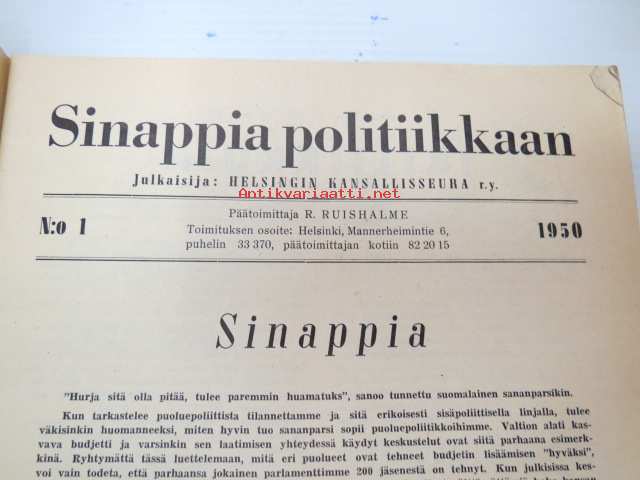 Sinappia politiikkaan
Julkaisija: HELSINGIN KANSALLISSEURA r.y.
Antikvariaatti.net
N:o 1
Päätoimittaja R. RUISHALME
Toimituksen osoite: Helsinki, Mannerheimintie 6,
puhelin 33 370, päätoimittajan kotiin 82 20 15
1950
Sinappia
"Hurja sitä olla pitää, tulee paremmin huamatuks", sanoo tunnettu suomalainen sananparsikin.
Kun tarkastelee puoluepoliittista tilannettamme ja sitä erikoisesti sisäpoliittisella linjalla, tulee
väkisinkin huomanneeksi, miten hyvin tuo sananparsi sopii puoluepolitikkoihimme. Valtion alati kas-
vava budjetti ja varsinkin sen laatimisen yhteydessä käydyt keskustelut ovat siitä parhaana esimerk-
kinä. Ryhtymättä tässä luettelemaan, mitä eri puolueet ovat tehneet budjetin lisäämisen "hyväksi",
voi vain todeta, että parhaansa jokainen parlamenttimme 200 jäsenestä on tehnyt. Kun julkisissa kes-